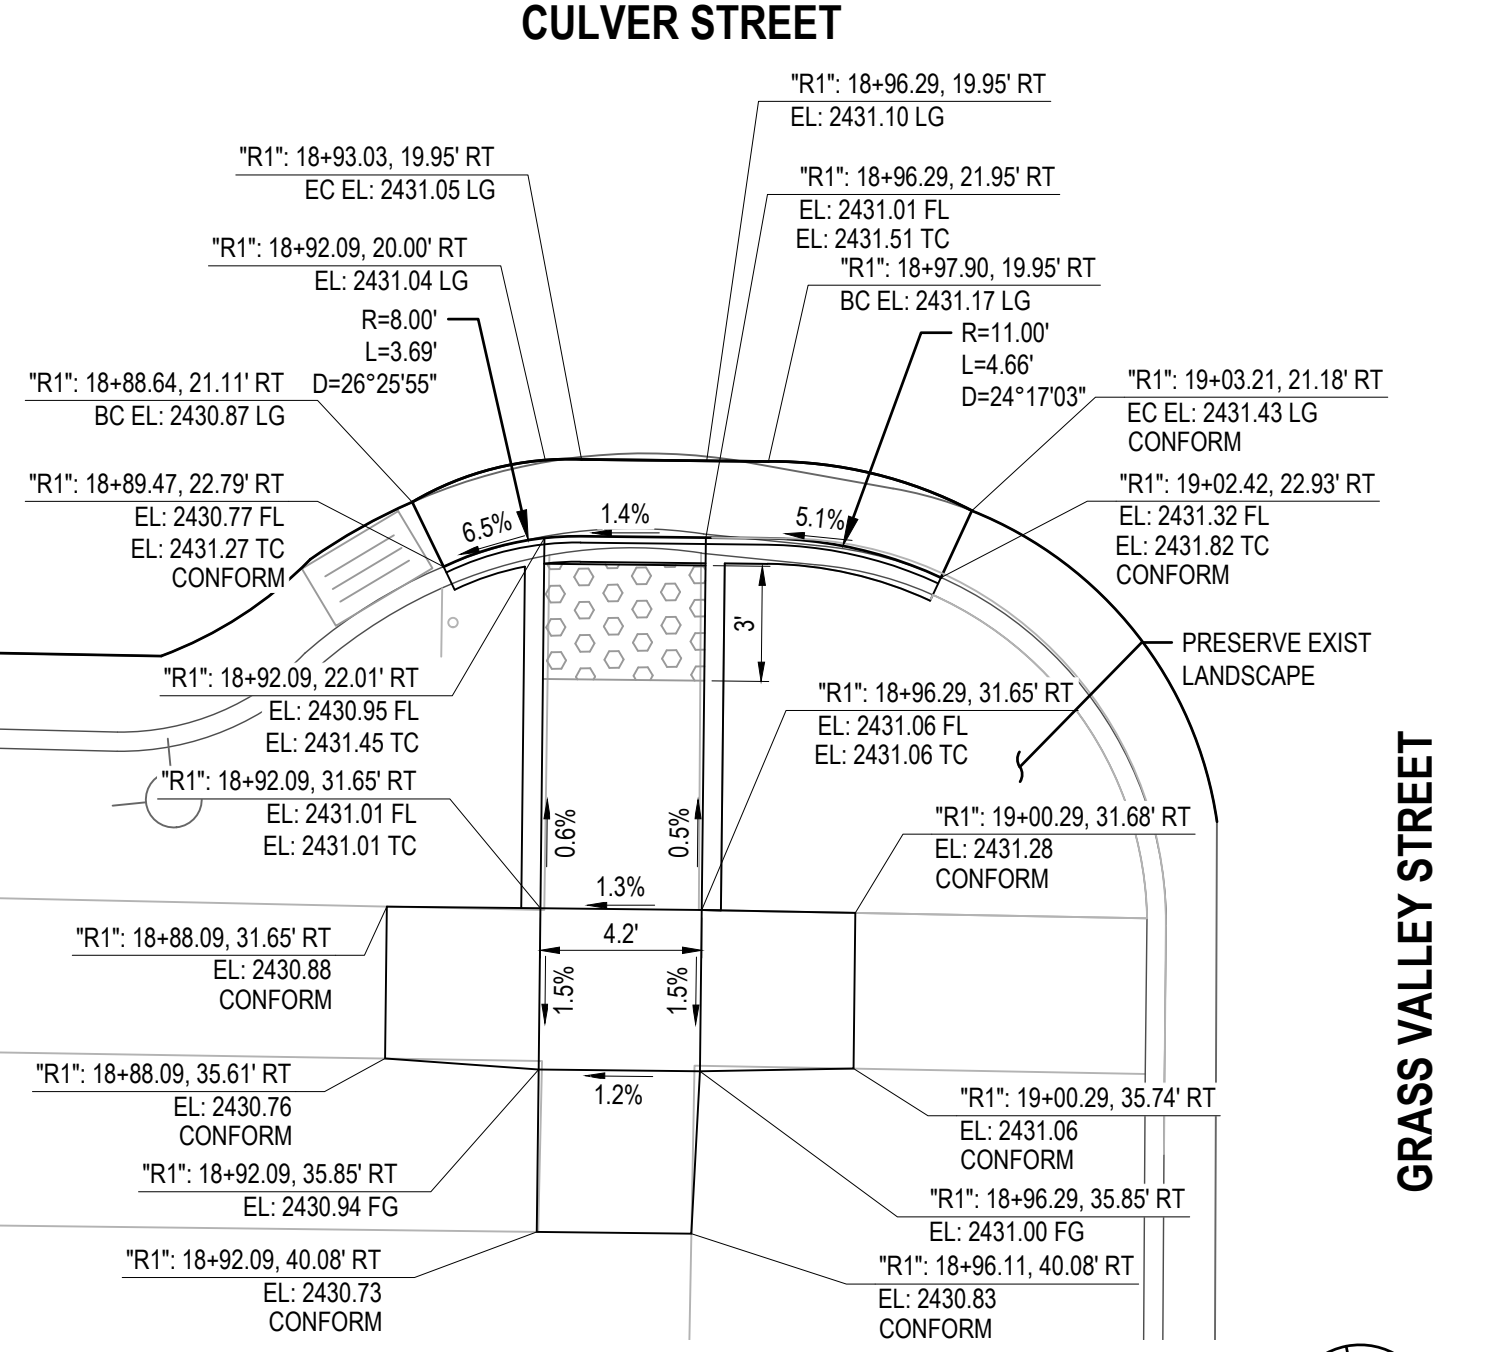 CULVER STREET
"R1": 18+96.29, 19.95' RT
EL: 2431.10 LG
"R1": 18+93.03, 19.95' RT
EC EL: 2431.05 LG
"R1": 18+96.29, 21.95' RT
EL: 2431.01 FL
EL: 2431.51 TC
"R1": 18+92.09, 20.00' RT
EL: 2431.04 LG
"R1": 18+97.90, 19.95' RT
BC EL: 2431.17 LG
R=8.00'
L=3.69'
D=26°25'55"
R=11.00'
L=4.66'
D=24°17'03"
"R1": 18+88.64, 21.11' RT
BC EL: 2430.87 LG
"R1": 19+03.21, 21.18' RT
EC EL: 2431.43 LG
CONFORM
"R1": 18+89.47, 22.79' RT
EL: 2430.77 FL
EL: 2431.27 TC
CONFORM
"R1": 19+02.42, 22.93' RT
EL: 2431.32 FL
EL: 2431.82 TC
CONFORM
6.5%
1.4%
5.1%
3'
PRESERVE EXIST
LANDSCAPE
"R1": 18+92.09, 22.01' RT
EL: 2430.95 FL
EL: 2431.45 TC
"R1": 18+96.29, 31.65' RT
EL: 2431.06 FL
EL: 2431.06 TC
"R1": 18+92.09, 31.65' RT
EL: 2431.01 FL
EL: 2431.01 TC
0.6%
0.5%
"R1": 19+00.29, 31.68' RT
EL: 2431.28
CONFORM
1.3%
4.2'
"R1": 18+88.09, 31.65' RT
EL: 2430.88
CONFORM
1.5%
1.5%
GRASS VALLEY STREET
"R1": 18+88.09, 35.61' RT
EL: 2430.76
CONFORM
1.2%
"R1": 19+00.29, 35.74' RT
EL: 2431.06
CONFORM
"R1": 18+92.09, 35.85' RT
EL: 2430.94 FG
"R1": 18+96.29, 35.85' RT
EL: 2431.00 FG
"R1": 18+92.09, 40.08' RT
EL: 2430.73
CONFORM
"R1": 18+96.11, 40.08' RT
EL: 2430.83
CONFORM